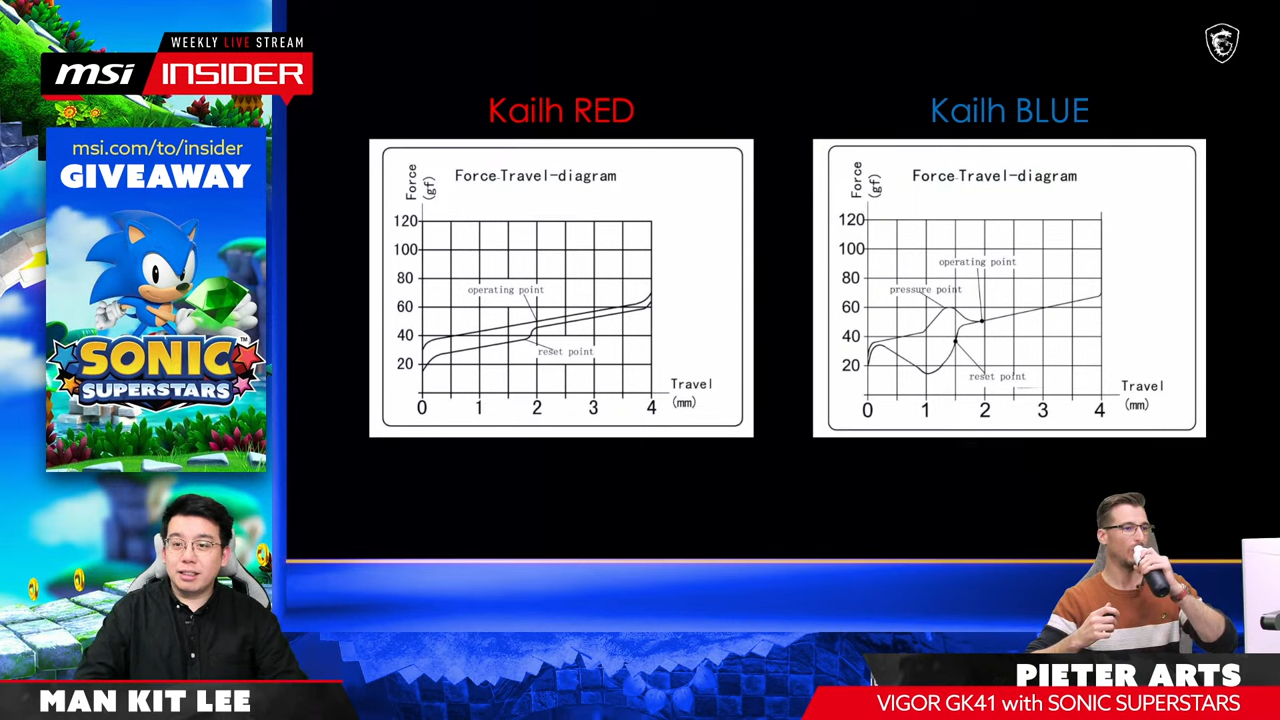 WEEKLY LIVE STREAM
msi INSIDER
msi.com/to/insider
GIVEAWAY
SONIC
SUPERSTARS™
Kailh RED
Force Travel-diagram
Force
(gf)
120
100
80
60
40
20
operating point
reset point
0 1 2 3 4
Travel
(mm)
Kailh BLUE
Force Travel-diagram
Force
(gf)
120
100
80
60
40
20
operating point
pressure point
reset point
0 1 2 3 4
Travel
(mm)
MAN KIT LEE
PIETER ARTS
VIGOR GK41 with SONIC SUPERSTARS